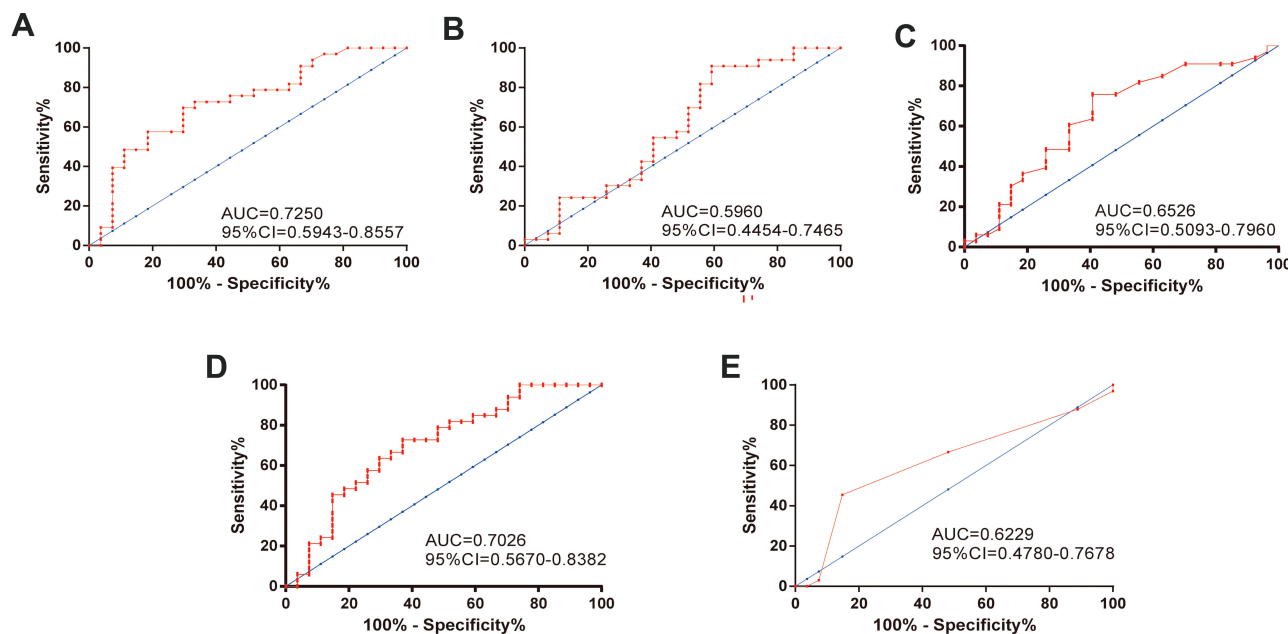 A
100
80
60
40
20
0
Sensitivity%
AUC=0.7250
95%CI=0.5943-0.8557
0 20 40 60 80 100
100% - Specificity%
B
100
80
60
40
20
0
Sensitivity%
AUC=0.5960
95%CI=0.4454-0.7465
0 20 40 60 80 100
100% - Specificity%
C
100
80
60
40
20
0
Sensitivity%
AUC=0.6526
95%CI=0.5093-0.7960
0 20 40 60 80 100
100% - Specificity%
D
100
80
60
40
20
0
Sensitivity%
AUC=0.7026
95%CI=0.5670-0.8382
0 20 40 60 80 100
100% - Specificity%
E
100
80
60
40
20
0
Sensitivity%
AUC=0.6229
95%CI=0.4780-0.7678
0 20 40 60 80 100
100% - Specificity%